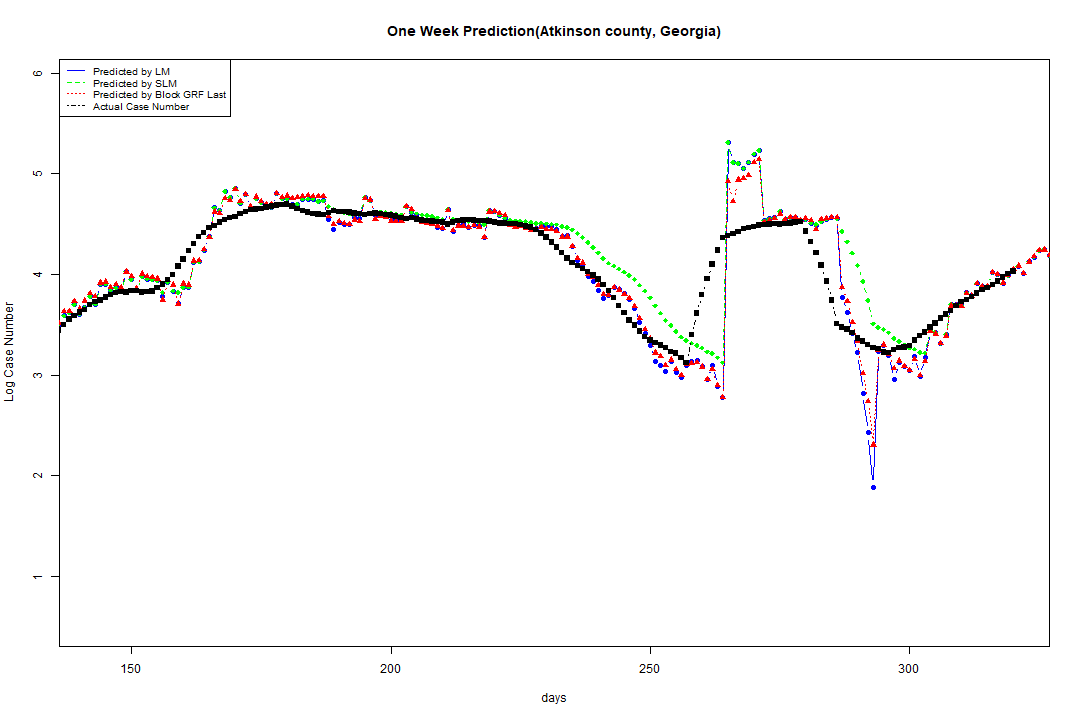 One Week Prediction(Atkinson county, Georgia)
Predicted by LM
Predicted by SLM
Predicted by Block GRF Last
Actual Case Number
6
5
4
3
2
1
Log Case Number
150
200
250
300
days